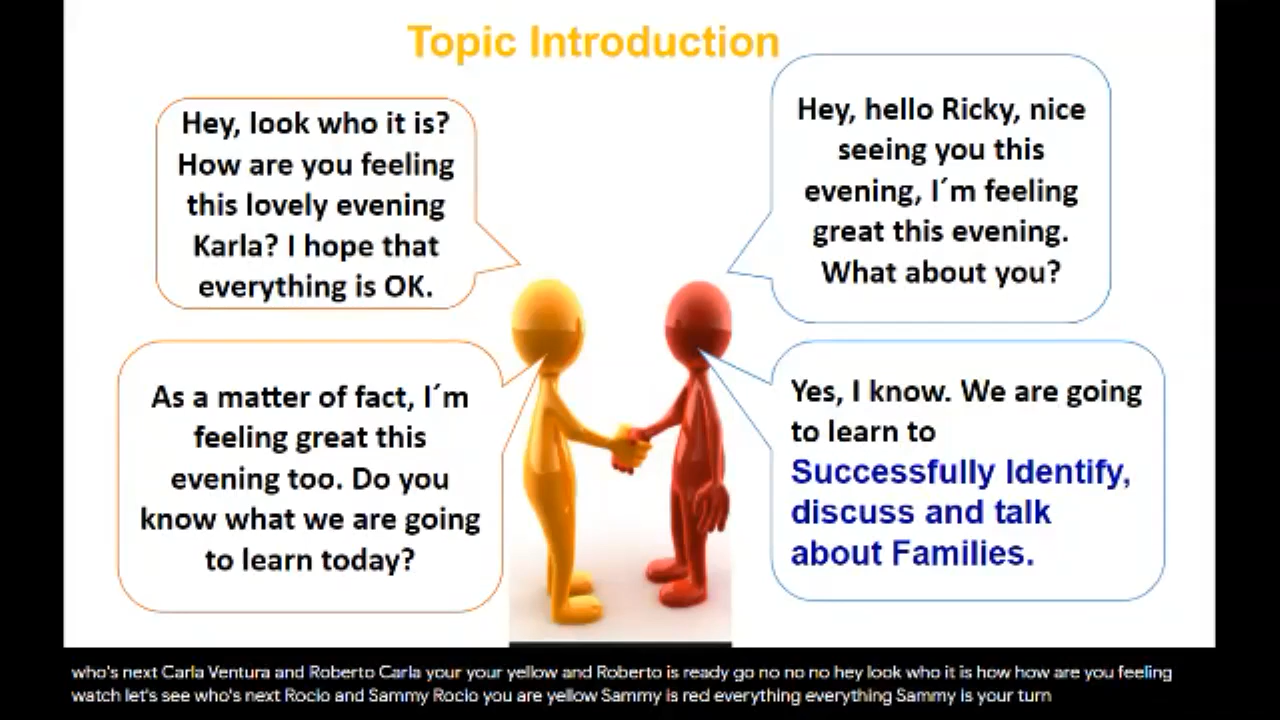 Topic Introduction
Hey, look who it is?
How are you feeling
this lovely evening
Karla? I hope that
everything is OK.
Hey, hello Ricky, nice
seeing you this
evening, I´m feeling
great this evening.
What about you?
As a matter of fact, I´m
feeling great this
evening too. Do you
know what we are going
to learn today?
Yes, I know. We are going
to learn to
Successfully Identify,
discuss and talk
about Families.
who's next Carla Ventura and Roberto Carla your your yellow and Roberto is ready go no no no hey look who it is how how are you feeling
watch let's see who's next Rocio and Sammy Rocio you are yellow Sammy is red everything everything Sammy is your turn